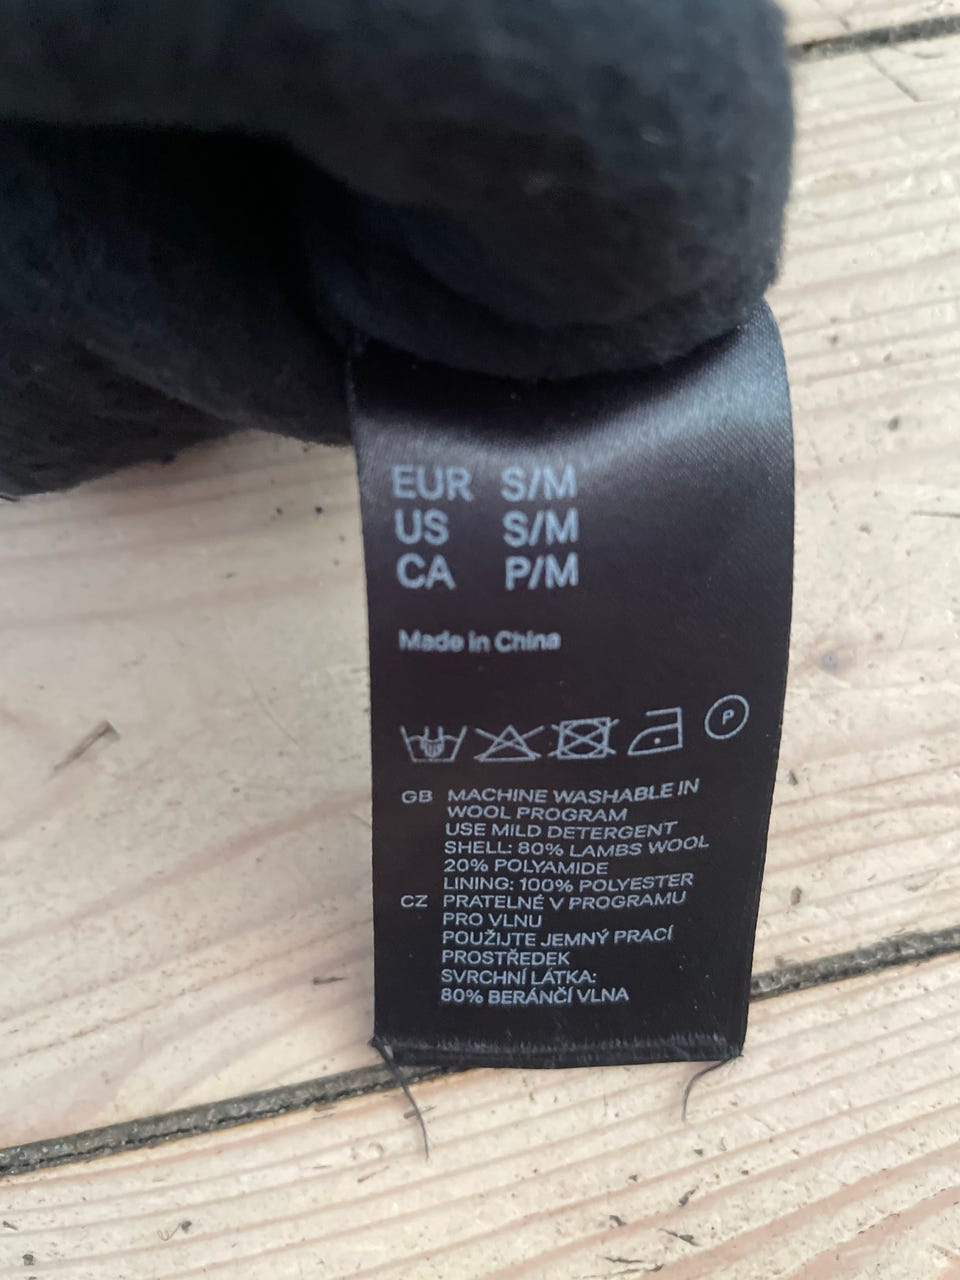 EUR S/M
US S/M
CA P/M
Made in China
P
GB MACHINE WASHABLE IN
WOOL PROGRAM
USE MILD DETERGENT
SHELL: 80% LAMBS WOOL
20% POLYAMIDE
LINING: 100% POLYESTER
CZ PRATELNÉ V PROGRAMU
PRO VLNU
POUŽIJTE JEMNÝ PRACÍ
PROSTŘEDEK
SVRCHNÍ LÁTKA:
80% BERÁNČÍ VLNA